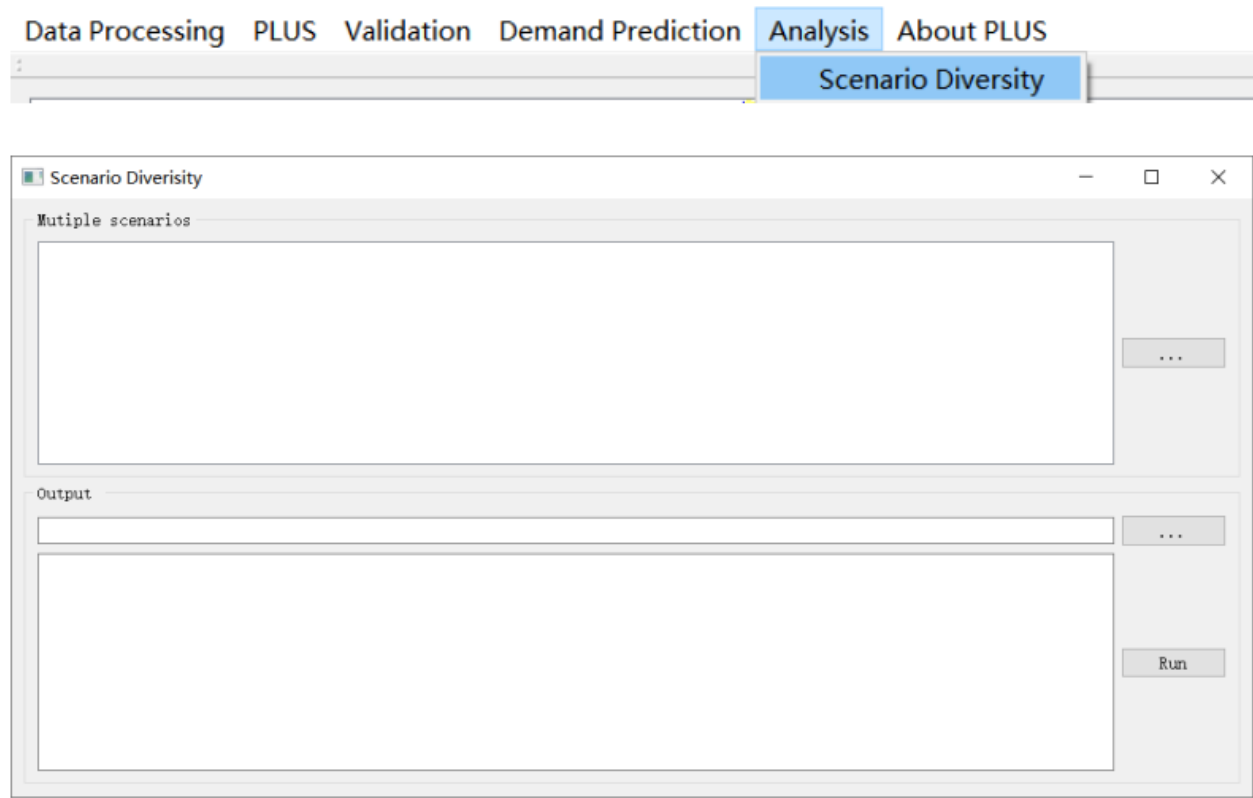 Data Processing PLUS Validation Demand Prediction Analysis About PLUS
Scenario Diversity
Scenario Diverisity
Mutiple scenarios
...
Output
...
Run